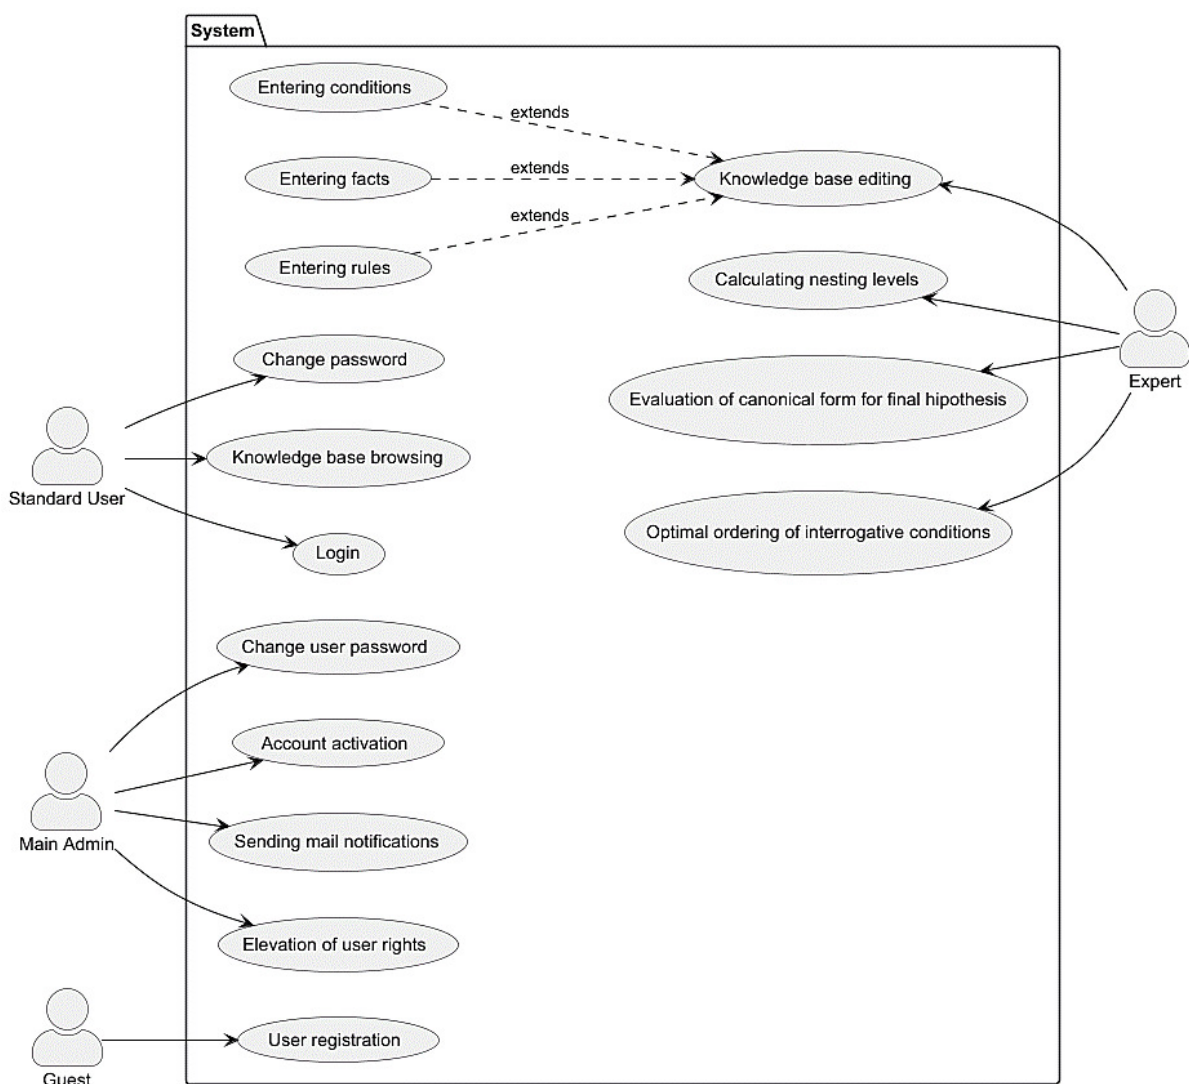 System
Entering conditions
extends
Entering facts
extends
Knowledge base editing
extends
Entering rules
Calculating nesting levels
Change password
Expert
Evaluation of canonical form for final hipothesis
Knowledge base browsing
Standard User
Optimal ordering of interrogative conditions
Login
Change user password
Account activation
Main Admin
Sending mail notifications
Elevation of user rights
User registration
Guest